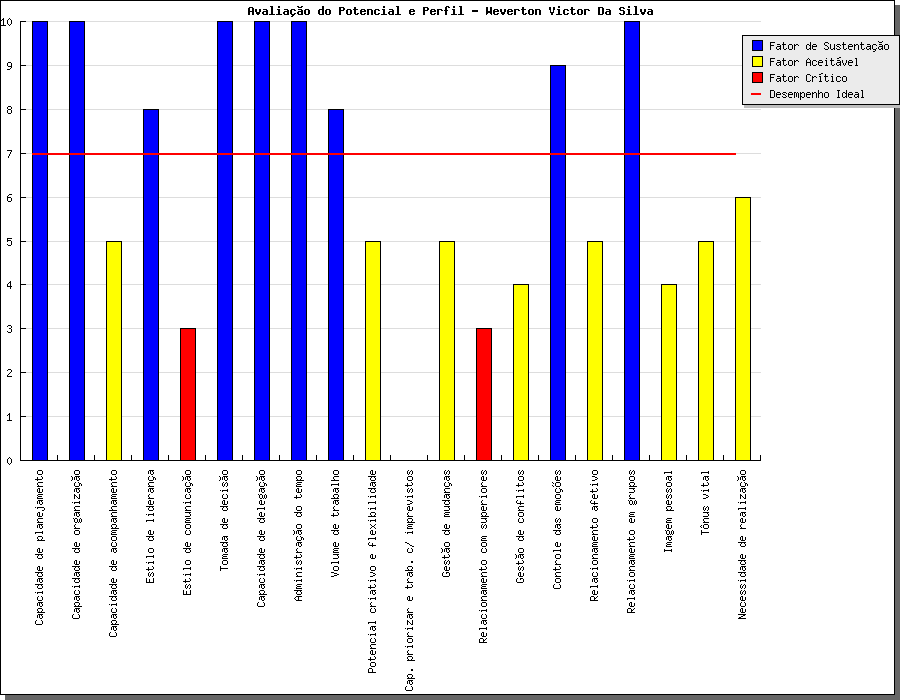 Avaliação do Potencial e Perfil - Weverton Victor Da Silva
10
9
8
7
6
5
4
3
2
1
0
Fator de Sustentação
Fator Aceitável
Fator Crítico
Desempenho Ideal
Capacidade de planejamento
Capacidade de organização
Capacidade de acompanhamento
Estilo de liderança
Estilo de comunicação
Tomada de decisão
Capacidade de delegação
Administração do tempo
Volume de trabalho
Potencial criativo e flexibilidade
Cap. priorizar e trab. c/ imprevistos
Gestão de mudanças
Relacionamento com superiores
Gestão de conflitos
Controle das emoções
Relacionamento afetivo
Relacionamento em grupos
Imagem pessoal
Tônus vital
Necessidade de realização